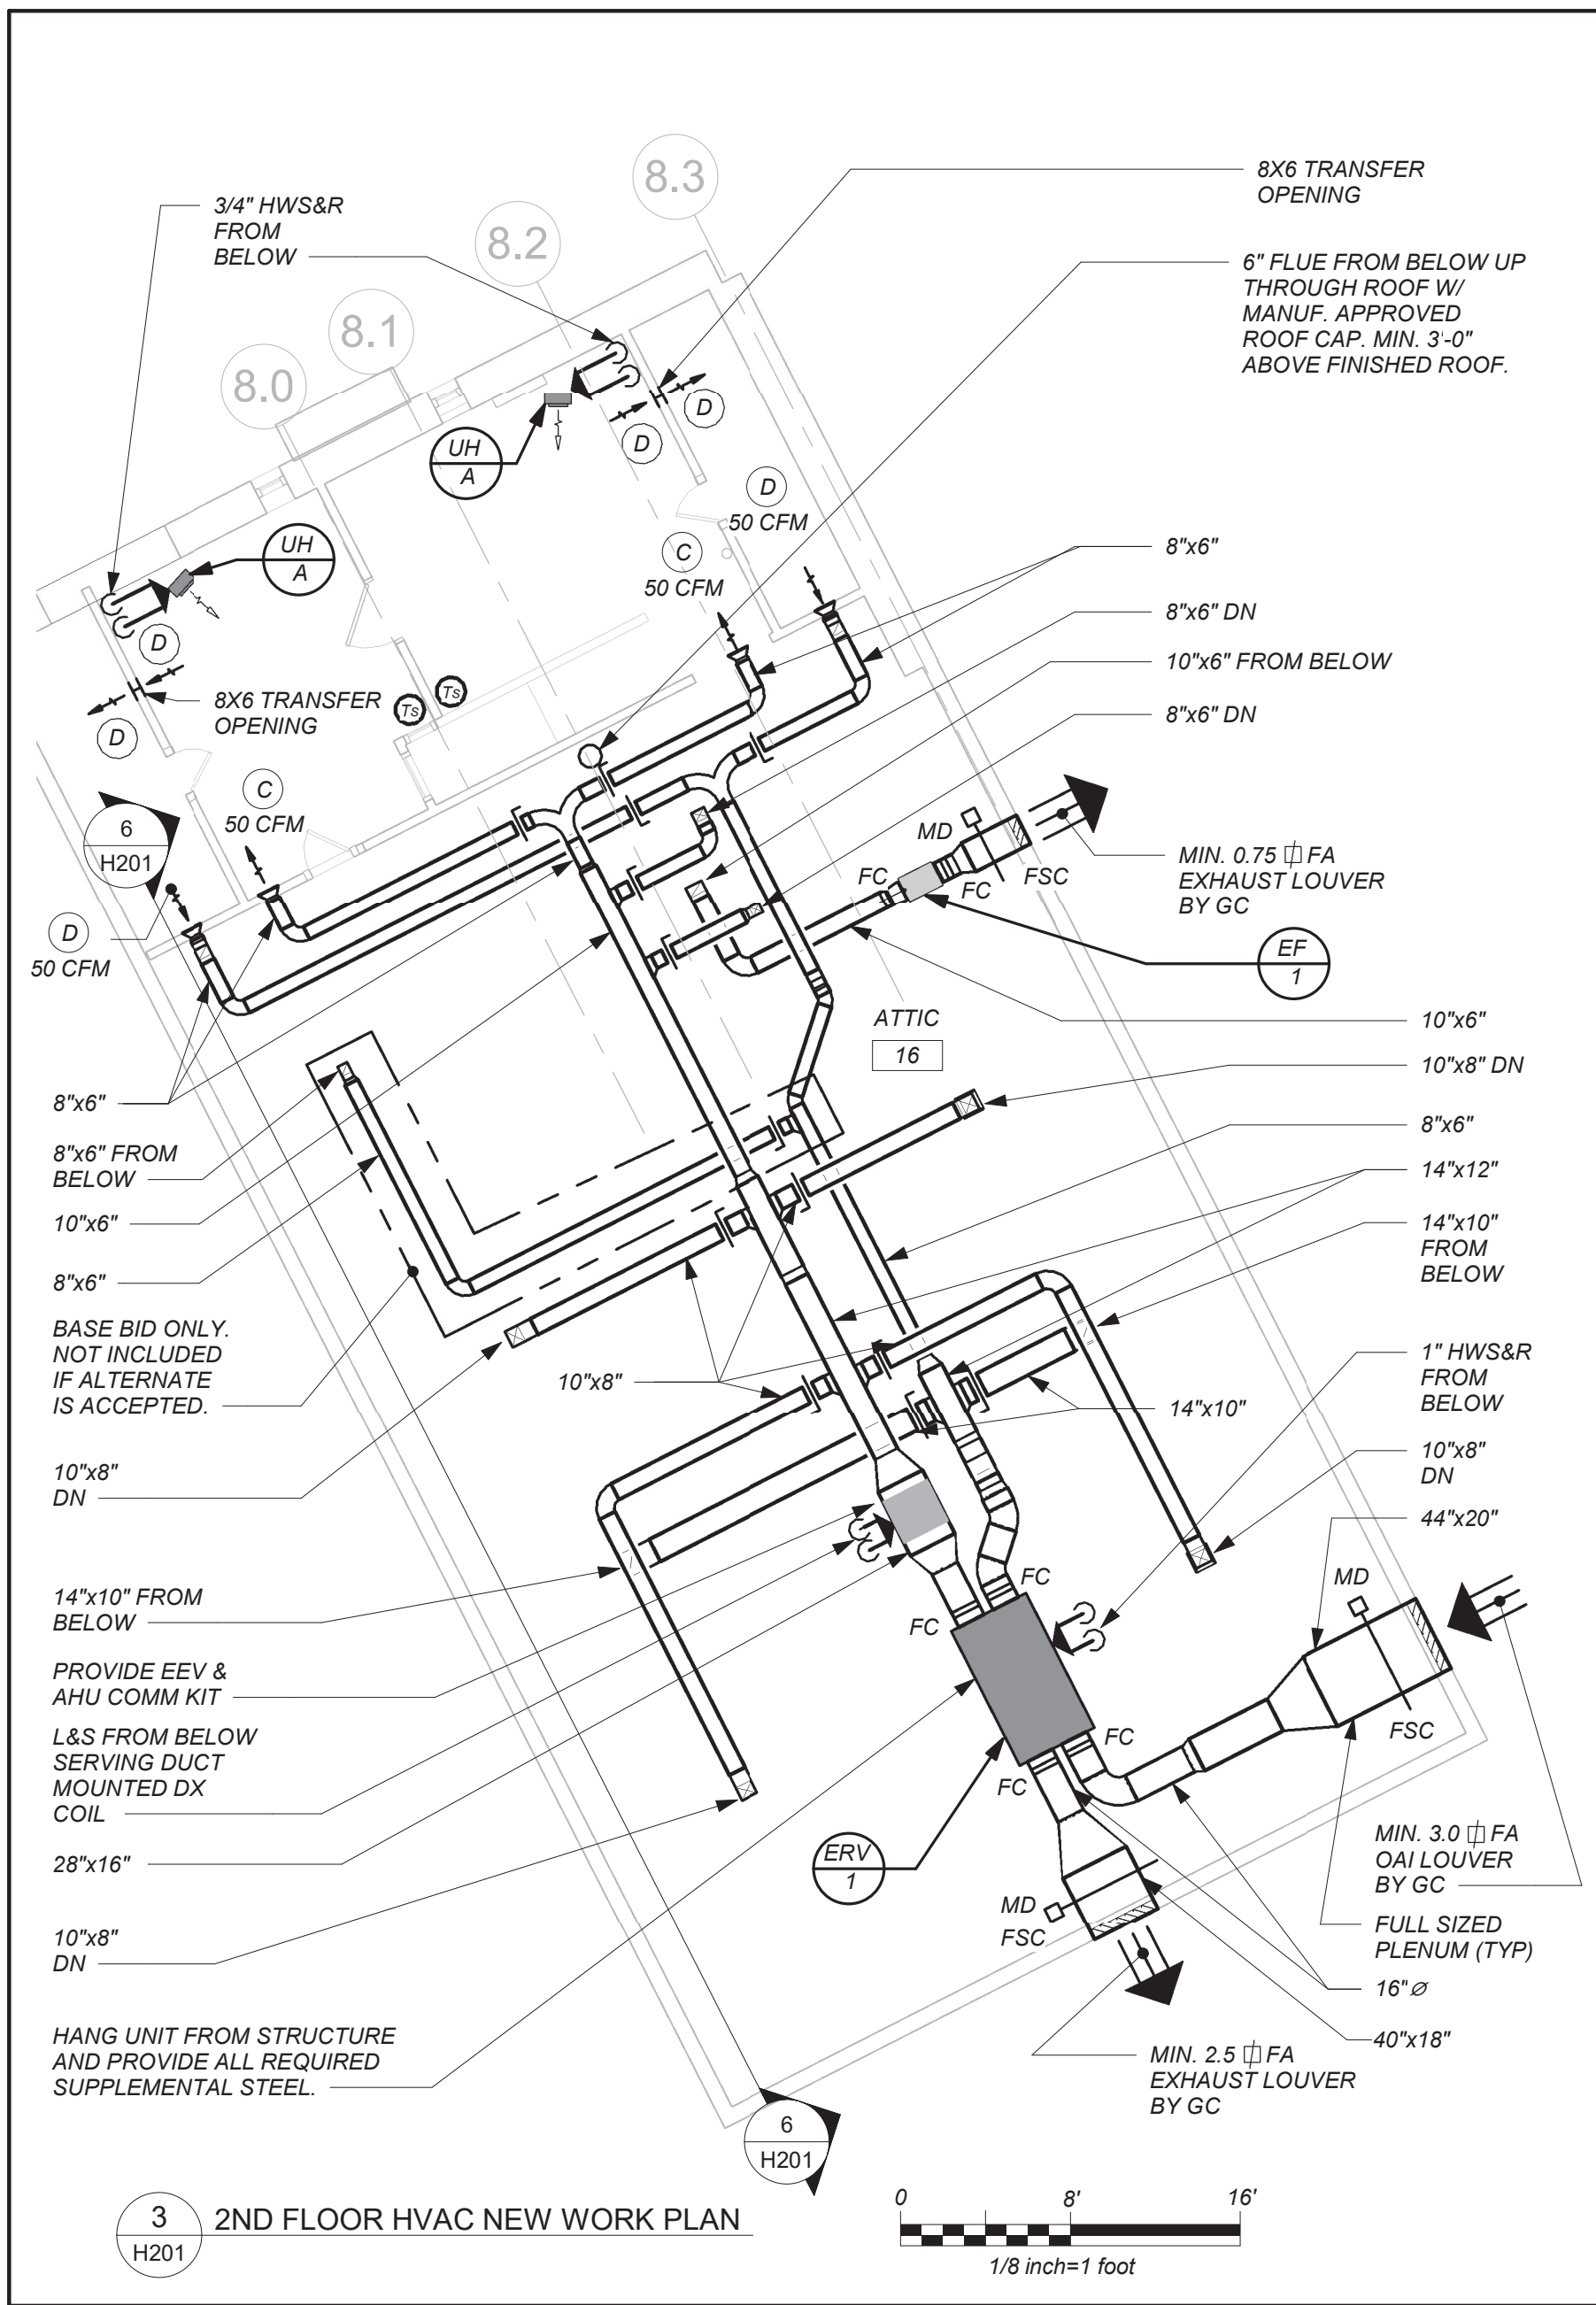 8.3
8.2
8.1
8.0
3/4" HWS&R
FROM
BELOW
8X6 TRANSFER
OPENING
6" FLUE FROM BELOW UP
THROUGH ROOF W/
MANUF. APPROVED
ROOF CAP. MIN. 3'-0"
ABOVE FINISHED ROOF.
D
D
UH
A
UH
A
D
50 CFM
C
50 CFM
8"x6"
8"x6" DN
10"x6" FROM BELOW
8"x6" DN
D
8X6 TRANSFER
OPENING
D
TS
TS
C
50 CFM
6
H201
D
50 CFM
MD
FC
FC
FSC
MIN. 0.75 ⏍ FA
EXHAUST LOUVER
BY GC
EF
1
ATTIC
16
10"x6"
10"x8" DN
8"x6"
14"x12"
14"x10"
FROM
BELOW
1" HWS&R
FROM
BELOW
14"x10"
10"x8"
DN
44"x20"
8"x6"
8"x6" FROM
BELOW
10"x6"
8"x6"
BASE BID ONLY.
NOT INCLUDED
IF ALTERNATE
IS ACCEPTED.
10"x8"
10"x8"
DN
14"x10" FROM
BELOW
PROVIDE EEV &
AHU COMM KIT
L&S FROM BELOW
SERVING DUCT
MOUNTED DX
COIL
28"x16"
10"x8"
DN
HANG UNIT FROM STRUCTURE
AND PROVIDE ALL REQUIRED
SUPPLEMENTAL STEEL.
FC
FC
MD
FSC
FC
FC
ERV
1
MD
FSC
MIN. 3.0 ⏍ FA
OAI LOUVER
BY GC
FULL SIZED
PLENUM (TYP)
16"Ø
40"x18"
MIN. 2.5 ⏍ FA
EXHAUST LOUVER
BY GC
6
H201
3
H201
2ND FLOOR HVAC NEW WORK PLAN
0 8' 16'
1/8 inch=1 foot